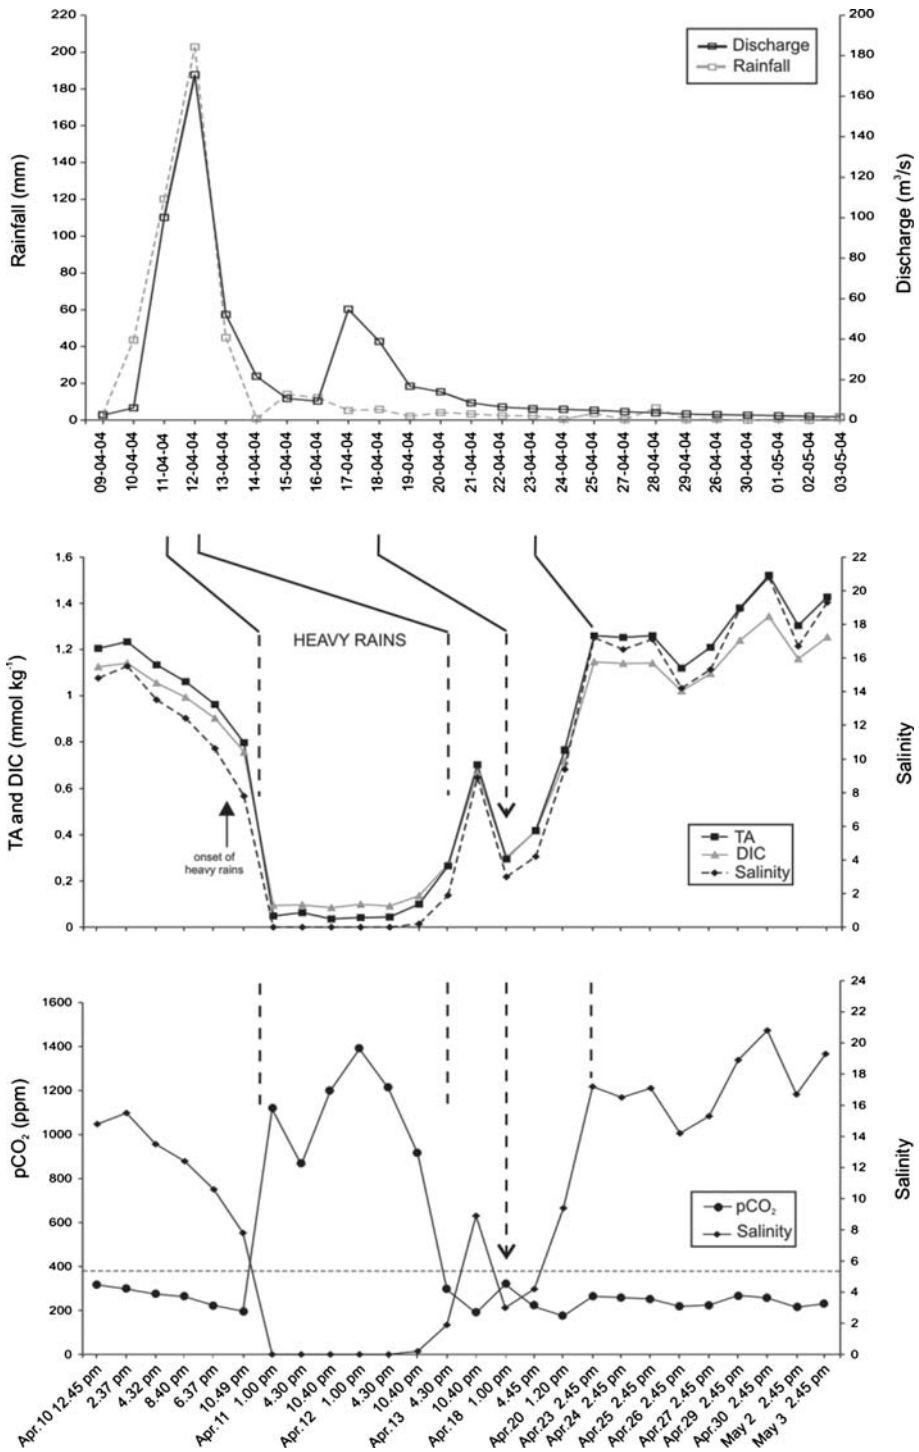 Rainfall (mm)
220
200
180
160
140
120
100
80
60
40
20
0
Discharge
Rainfall
200
180
160
140
120
100
80
60
40
20
0
Discharge (m³/s)
09-04-04
10-04-04
11-04-04
12-04-04
13-04-04
14-04-04
15-04-04
16-04-04
17-04-04
18-04-04
19-04-04
20-04-04
21-04-04
22-04-04
23-04-04
24-04-04
25-04-04
27-04-04
28-04-04
29-04-04
26-04-04
30-04-04
01-05-04
02-05-04
03-05-04
TA and DIC (mmol kg⁻¹)
1,6
1,4
1,2
1
0,8
0,6
0,4
0,2
0
HEAVY RAINS
onset of
heavy rains
TA
DIC
Salinity
22
20
18
16
14
12
10
8
6
4
2
0
Salinity
pCO₂ (ppm)
1600
1400
1200
1000
800
600
400
200
0
pCO₂
Salinity
24
22
20
18
16
14
12
10
8
6
4
2
0
Salinity
Apr.10 12:45 pm
2.37 pm
4.32 pm
8.40 pm
6.37 pm
10.49 pm
Apr.11 1.00 pm
4.30 pm
10.40 pm
Apr.12 1.00 pm
4.30 pm
10.40 pm
Apr.13 4.30 pm
10.40 pm
Apr.18 1.00 pm
4.45 pm
Apr.20 1.20 pm
Apr.23 2.45 pm
Apr.24 2.45 pm
Apr.25 2.45 pm
Apr.26 2.45 pm
Apr.27 2.45 pm
Apr.29 2.45 pm
Apr.30 2.45 pm
May 2 2.45 pm
May 3 2.45 pm